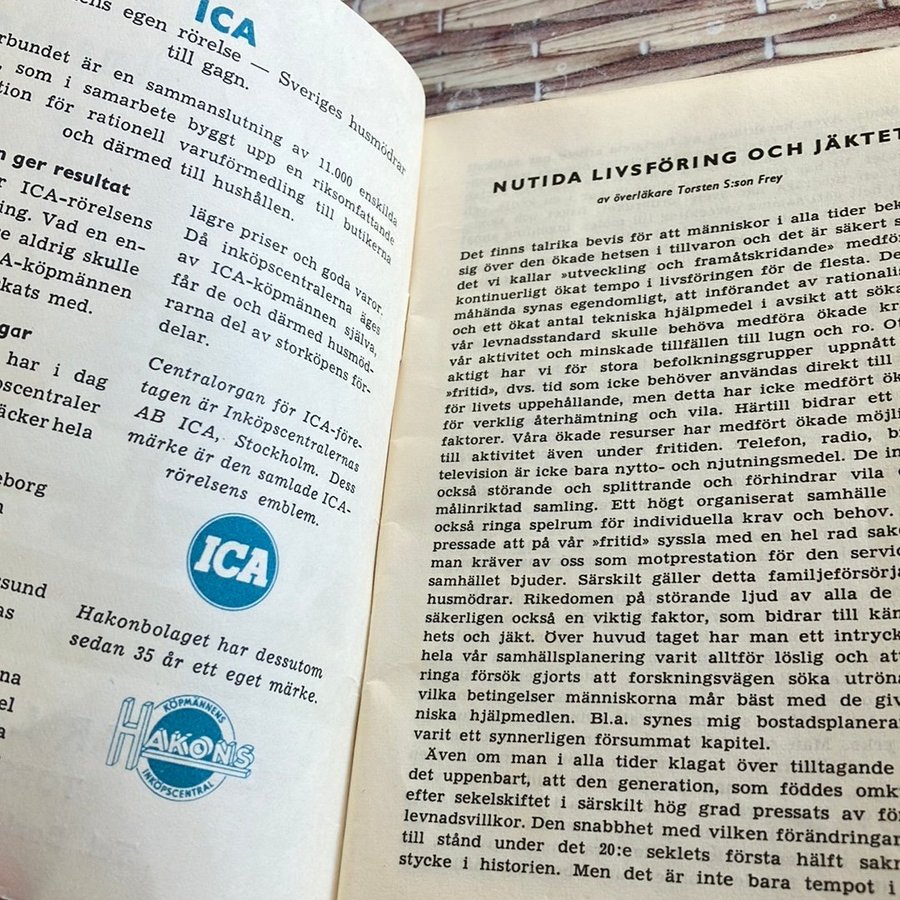 ICA
ens egen rörelse — Sveriges husmödrar
till gagn.
rbundet är en sammanslutning av 11.000 enskilda
, som i samarbete byggt upp en riksomfattande
tion för rationell varuförmedling till butikerna
och därmed till hushållen.
n ger resultat
r ICA-rörelsens
ing. Vad en en-
re aldrig skulle
A-köpmännen
kats med.
gar
har i dag
pscentraler
äcker hela
eborg
n
rsund
as
na
el
a
lägre priser och goda varor.
Då inköpscentralerna äges
av ICA-köpmännen själva,
får de och därmed husmöd-
rarna del av storköpens för-
delar.
Centralorgan för ICA-före-
tagen är Inköpscentralernas
AB ICA, Stockholm. Dess
märke är den samlade ICA-
rörelsens emblem.
ICA
Hakonbolaget har dessutom
sedan 35 år ett eget märke.
KÖPMÄNNENS
HAKONS
INKÖPSCENTRAL
NUTIDA LIVSFÖRING OCH JÄKTET
av överläkare Torsten S:son Frey
Det finns talrika bevis för att människor i alla tider bek
sig över den ökade hetsen i tillvaron och det är säkert s
det vi kallar »utveckling och framåtskridande» medför
kontinuerligt ökat tempo i livsföringen för de flesta. De
måhända synas egendomligt, att införandet av rationalis
och ett ökat antal tekniska hjälpmedel i avsikt att söka
vår levnadsstandard skulle behöva medföra ökade kr
vår aktivitet och minskade tillfällen till lugn och ro. Ot
aktigt har vi för stora befolkningsgrupper uppnått
»fritid», dvs. tid som icke behöver användas direkt till
för livets uppehållande, men detta har icke medfört ök
för verklig återhämtning och vila. Härtill bidrar ett
faktorer. Våra ökade resurser har medfört ökade möjli
till aktivitet även under fritiden. Telefon, radio, b
television är icke bara nytto- och njutningsmedel. De in
också störande och splittrande och förhindrar vila o
målinriktad samling. Ett högt organiserat samhälle
också ringa spelrum för individuella krav och behov.
pressade att på vår »fritid» syssla med en hel rad sake
man kräver av oss som motprestation för den servic
samhället bjuder. Särskilt gäller detta familjeförsörja
husmödrar. Rikedomen på störande ljud av alla de
säkerligen också en viktig faktor, som bidrar till kän
hets och jäkt. Över huvud taget har man ett intryck
hela vår samhällsplanering varit alltför löslig och att
ringa försök gjorts att forskningsvägen söka utröna
vilka betingelser människorna mår bäst med de giv
niska hjälpmedlen. Bl.a. synes mig bostadsplanera
varit ett synnerligen försummat kapitel.
Även om man i alla tider klagat över tilltagande
det uppenbart, att den generation, som föddes omk
efter sekelskiftet i särskilt hög grad pressats av för
levnadsvillkor. Den snabbhet med vilken förändringar
till stånd under det 20:e seklets första hälft sakn
stycke i historien. Men det är inte bara tempot i